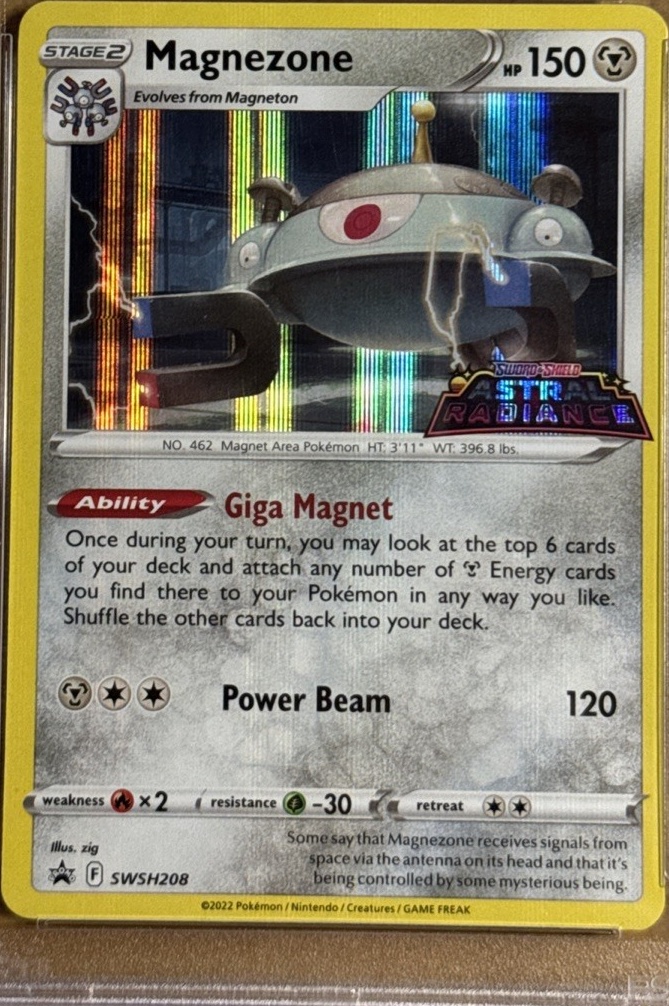 STAGE 2 Magnezone HP 150
Evolves from Magneton
SWORD & SHIELD
ASTRAL
RADIANCE
NO. 462 Magnet Area Pokémon HT: 3'11" WT: 396.8 lbs.
Ability Giga Magnet
Once during your turn, you may look at the top 6 cards
of your deck and attach any number of Energy cards
you find there to your Pokémon in any way you like.
Shuffle the other cards back into your deck.
Power Beam 120
weakness ×2 resistance -30 retreat
Illus. zig
F SWSH208
Some say that Magnezone receives signals from
space via the antenna on its head and that it's
being controlled by some mysterious being.
©2022 Pokémon / Nintendo / Creatures / GAME FREAK